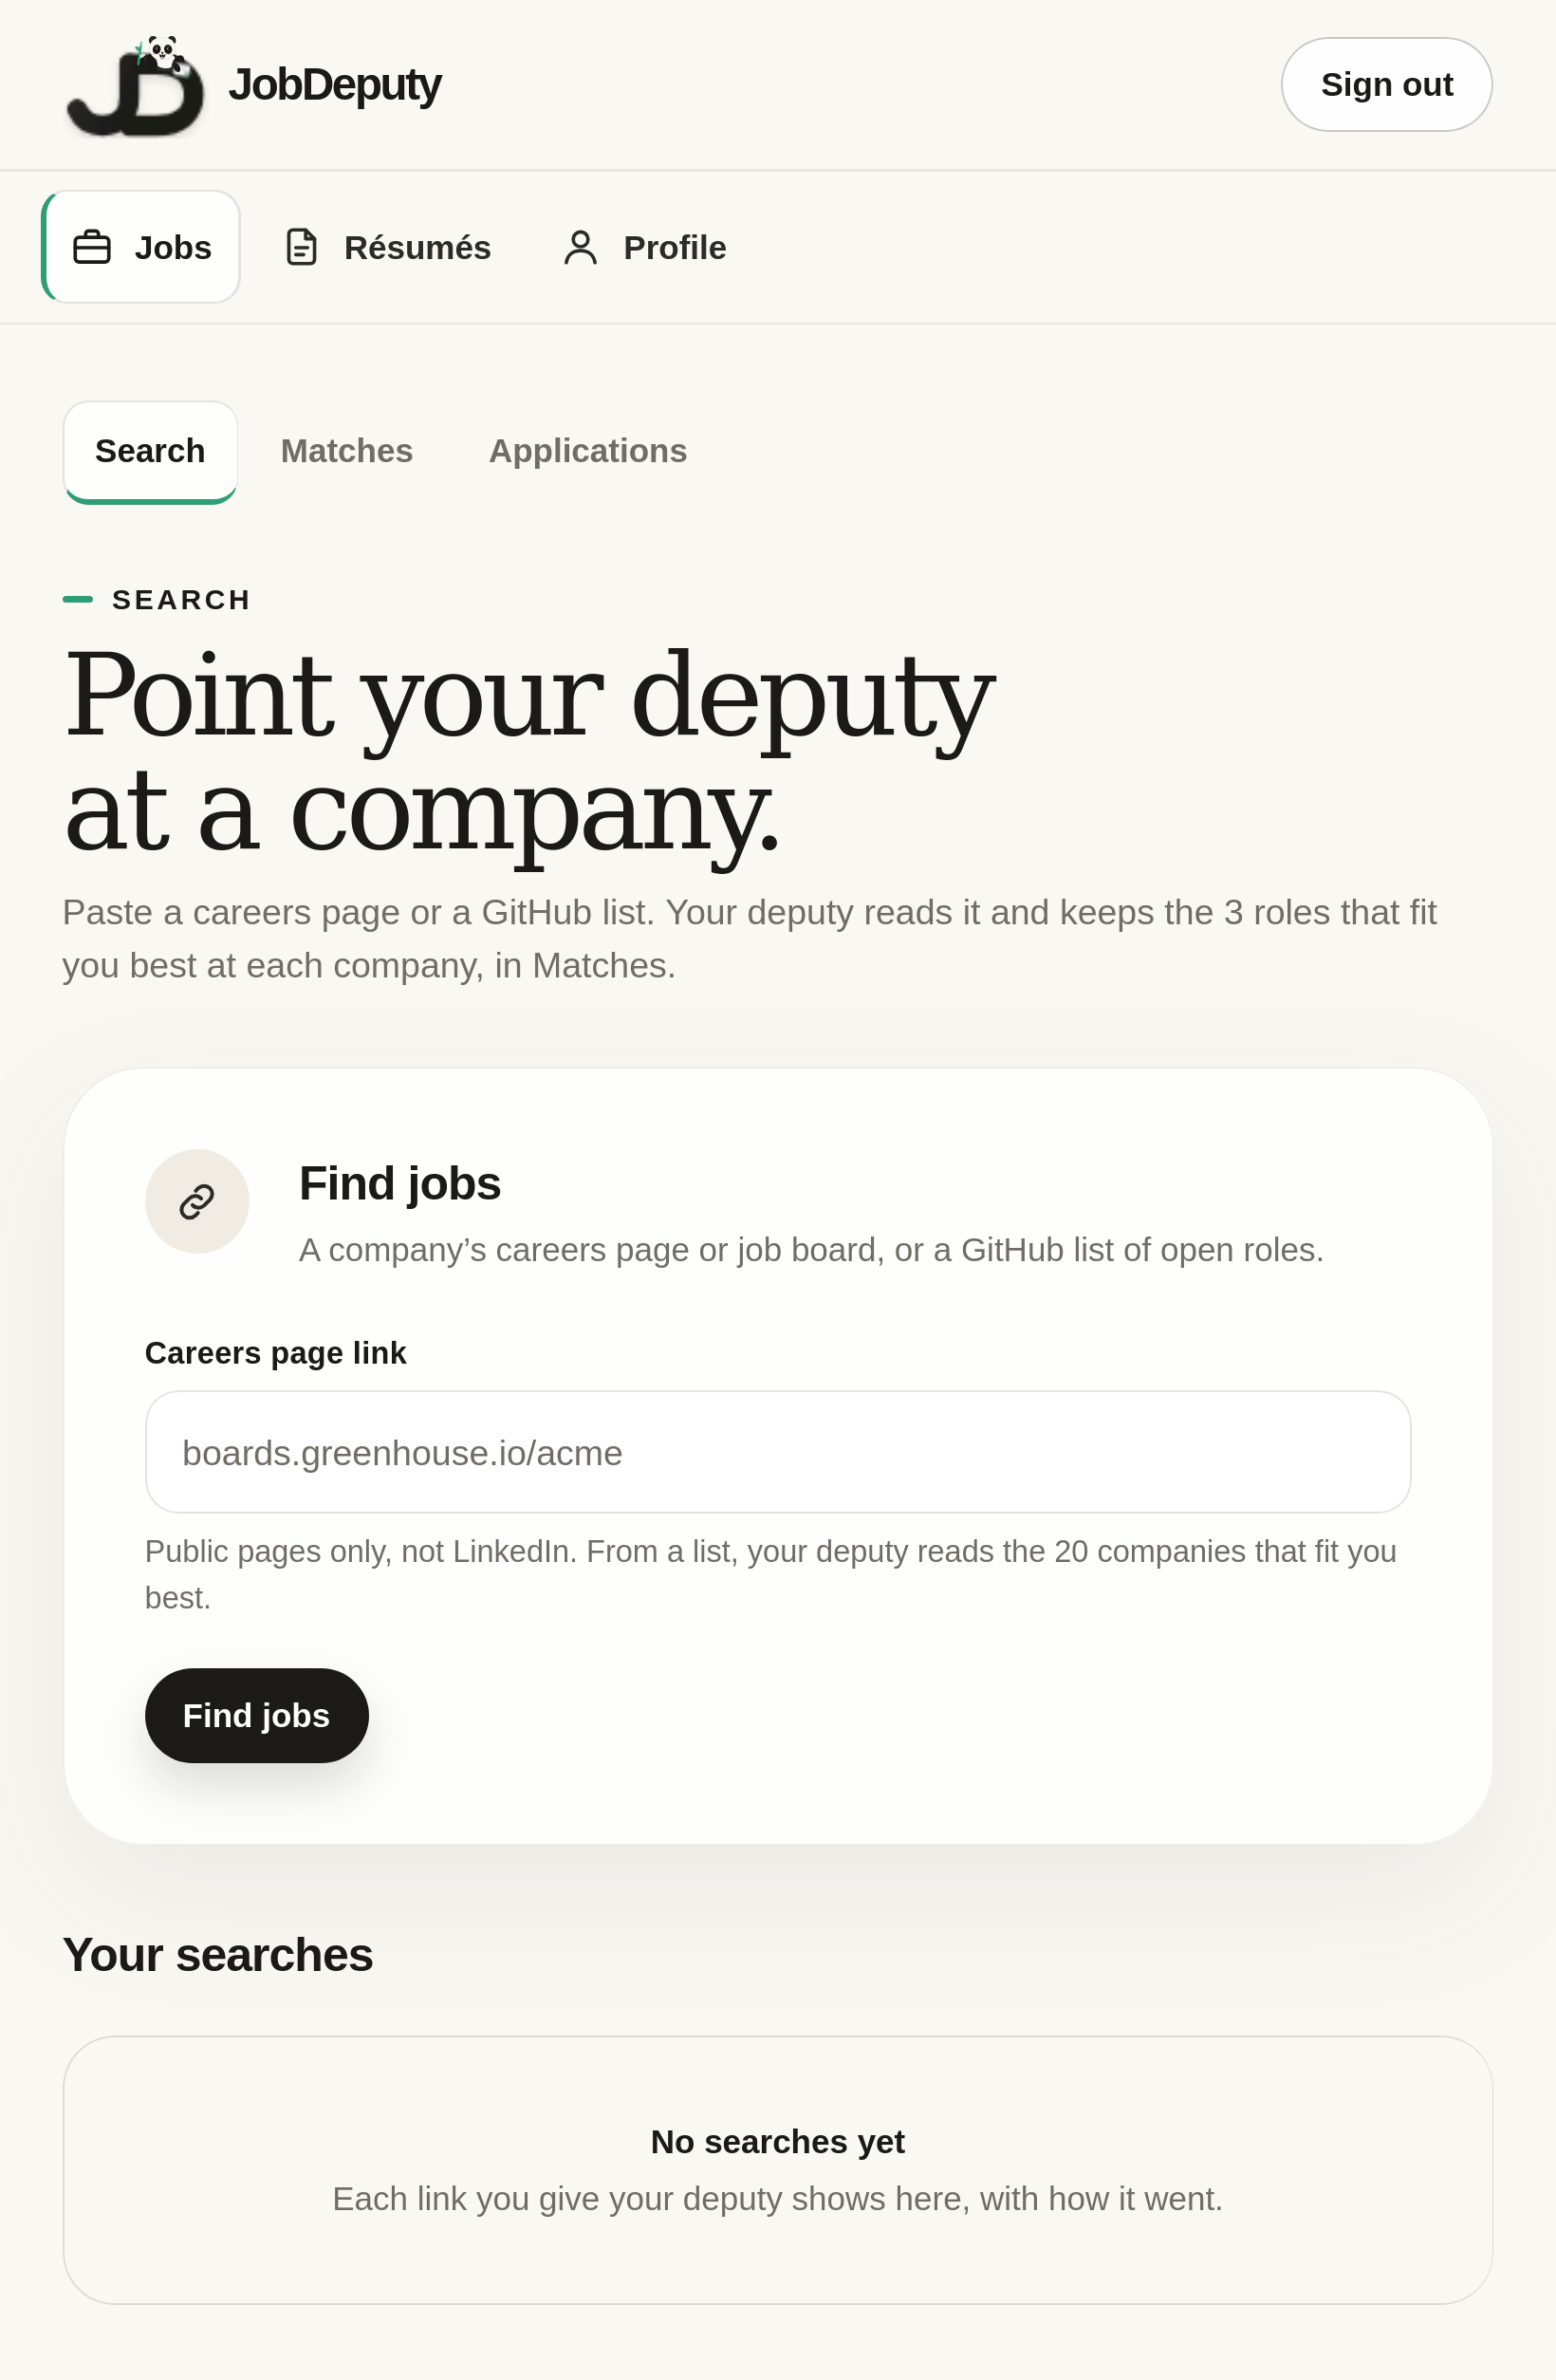 JD
JobDeputy
Sign out
Jobs
Résumés
Profile
Search
Matches
Applications
SEARCH
Point your deputy
at a company.
Paste a careers page or a GitHub list. Your deputy reads it and keeps the 3 roles that fit
you best at each company, in Matches.
Find jobs
A company’s careers page or job board, or a GitHub list of open roles.
Careers page link
boards.greenhouse.io/acme
Public pages only, not LinkedIn. From a list, your deputy reads the 20 companies that fit you
best.
Find jobs
Your searches
No searches yet
Each link you give your deputy shows here, with how it went.